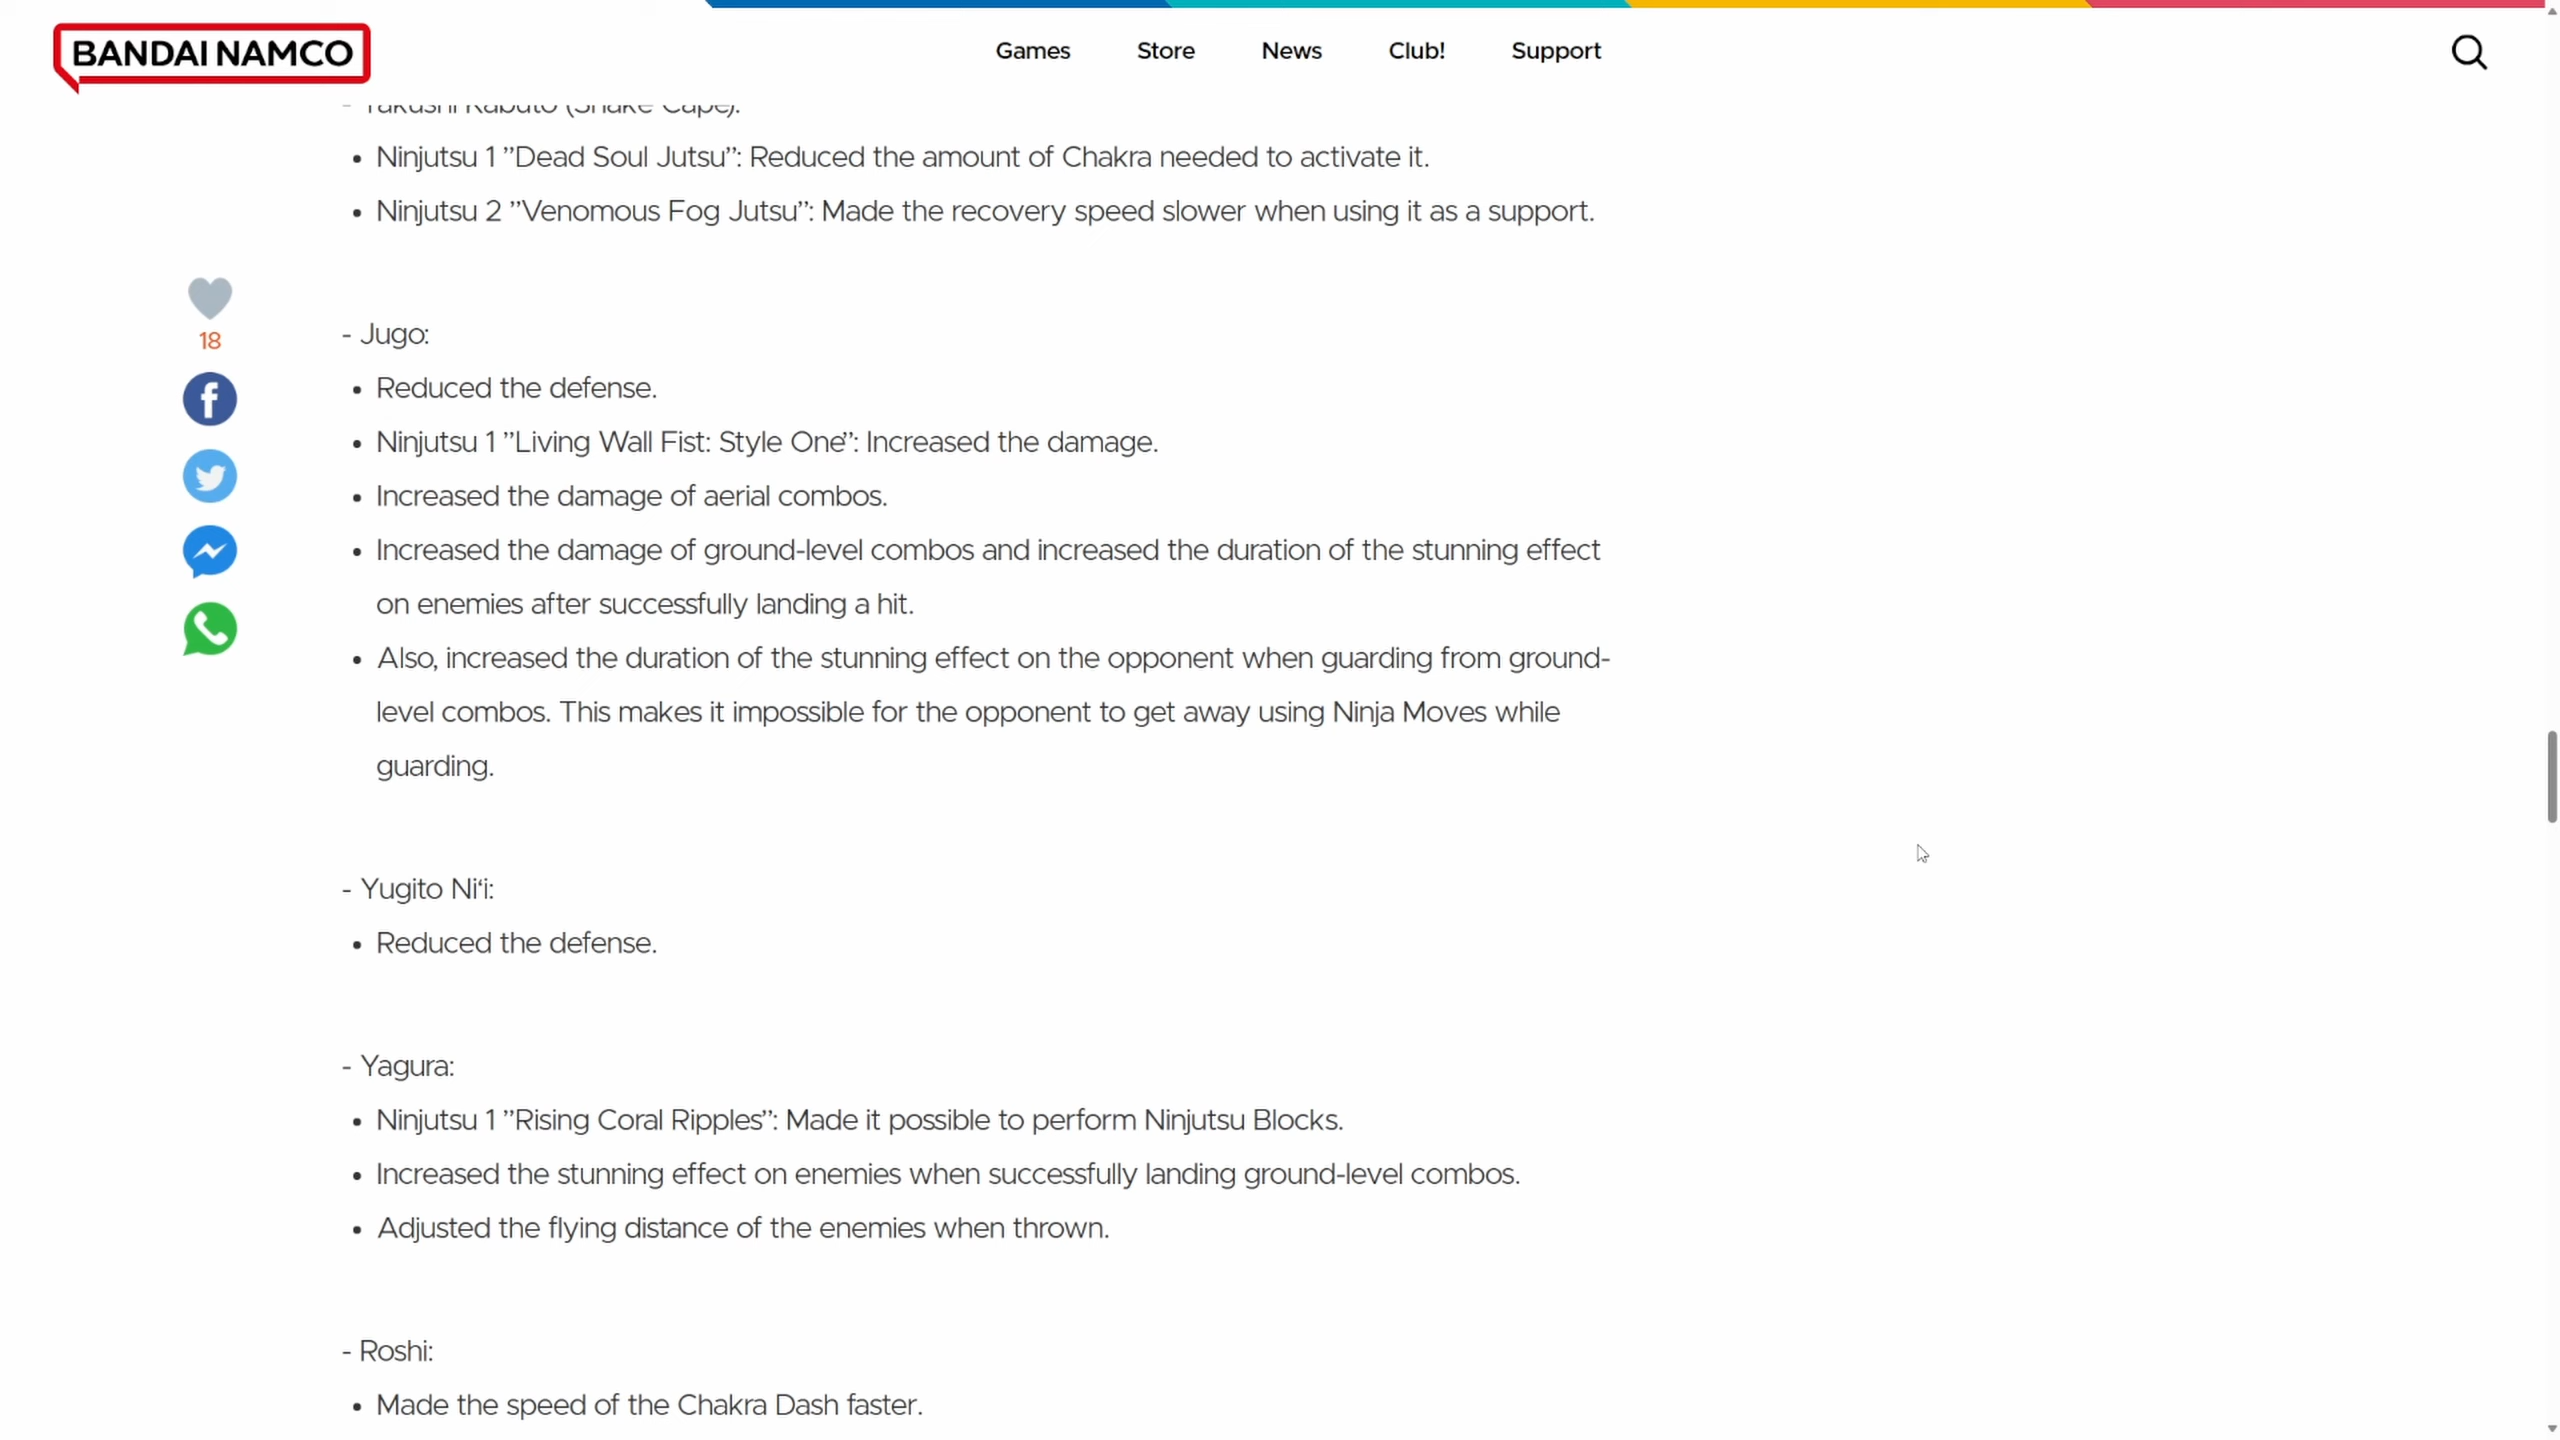 BANDAI NAMCO
Games Store News Club! Support
- Yakushi Kabuto (Snake Cape):
• Ninjutsu 1 ”Dead Soul Jutsu”: Reduced the amount of Chakra needed to activate it.
• Ninjutsu 2 ”Venomous Fog Jutsu”: Made the recovery speed slower when using it as a support.
18
- Jugo:
• Reduced the defense.
• Ninjutsu 1 ”Living Wall Fist: Style One”: Increased the damage.
• Increased the damage of aerial combos.
• Increased the damage of ground-level combos and increased the duration of the stunning effect
on enemies after successfully landing a hit.
• Also, increased the duration of the stunning effect on the opponent when guarding from ground-
level combos. This makes it impossible for the opponent to get away using Ninja Moves while
guarding.
- Yugito Ni‘i:
• Reduced the defense.
- Yagura:
• Ninjutsu 1 ”Rising Coral Ripples”: Made it possible to perform Ninjutsu Blocks.
• Increased the stunning effect on enemies when successfully landing ground-level combos.
• Adjusted the flying distance of the enemies when thrown.
- Roshi:
• Made the speed of the Chakra Dash faster.